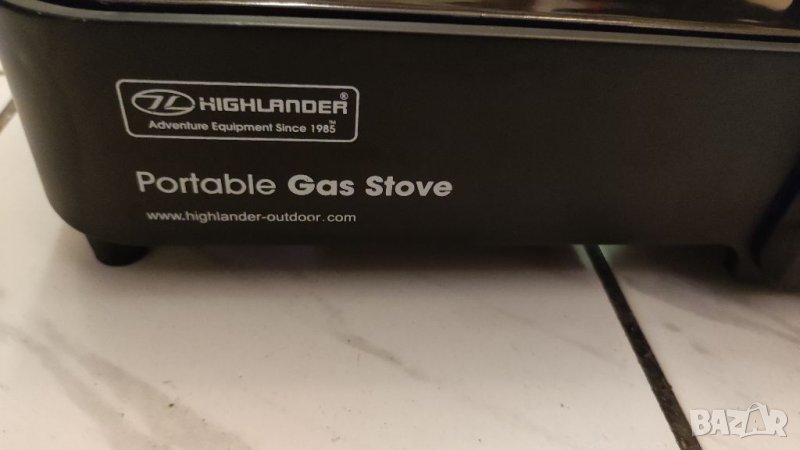 HIGHLANDER®
Adventure Equipment Since 1985™
Portable Gas Stove
www.highlander-outdoor.com
BAZAR